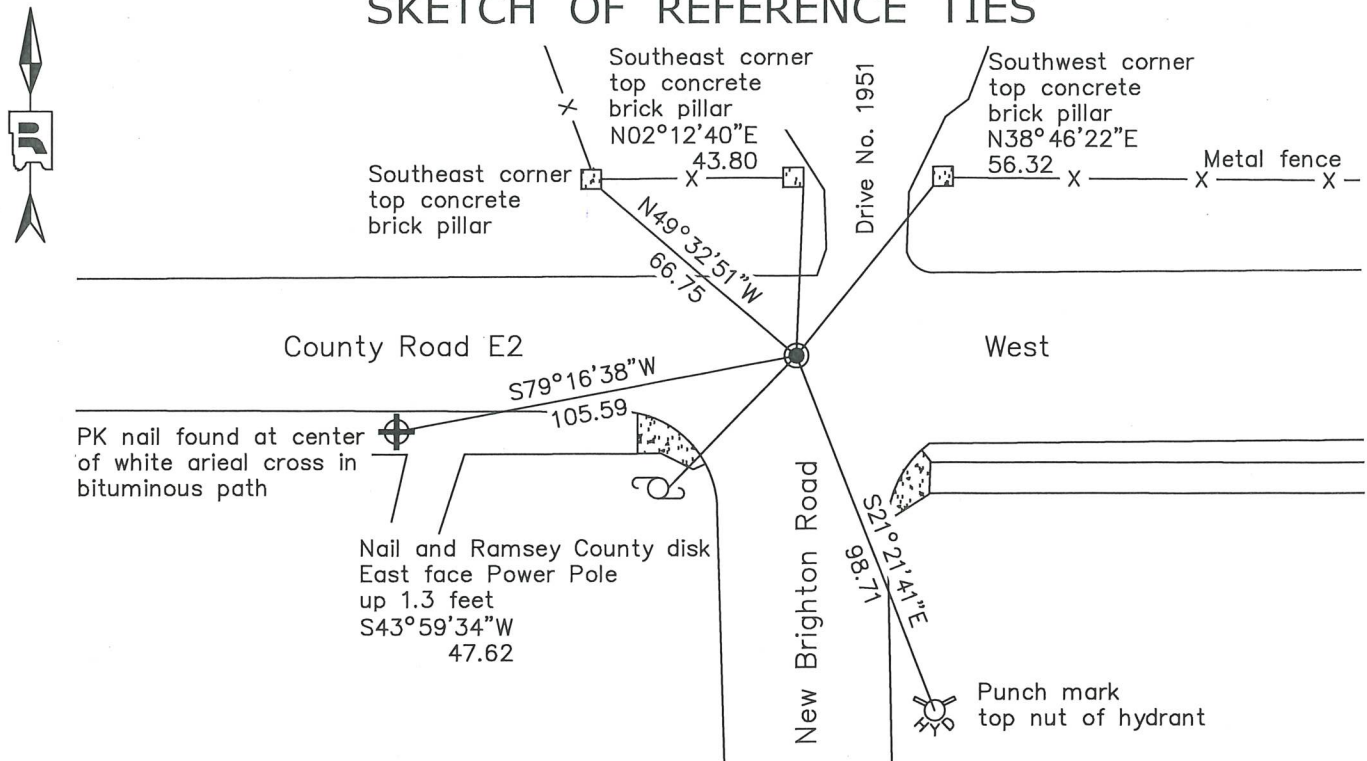 SKETCH OF REFERENCE TIES
R
Southeast corner
top concrete
brick pillar
N02°12'40"E
43.80
Drive No. 1951
Southwest corner
top concrete
brick pillar
N38°46'22"E
56.32
Metal fence
X
X
X
X
X
Southeast corner
top concrete
brick pillar
N49°32'51"W
66.75
County Road E2
West
S79°16'38"W
105.59
PK nail found at center
of white arieal cross in
bituminous path
Nail and Ramsey County disk
East face Power Pole
up 1.3 feet
S43°59'34"W
47.62
New Brighton Road
S21°21'41"E
98.71
HYD
Punch mark
top nut of hydrant